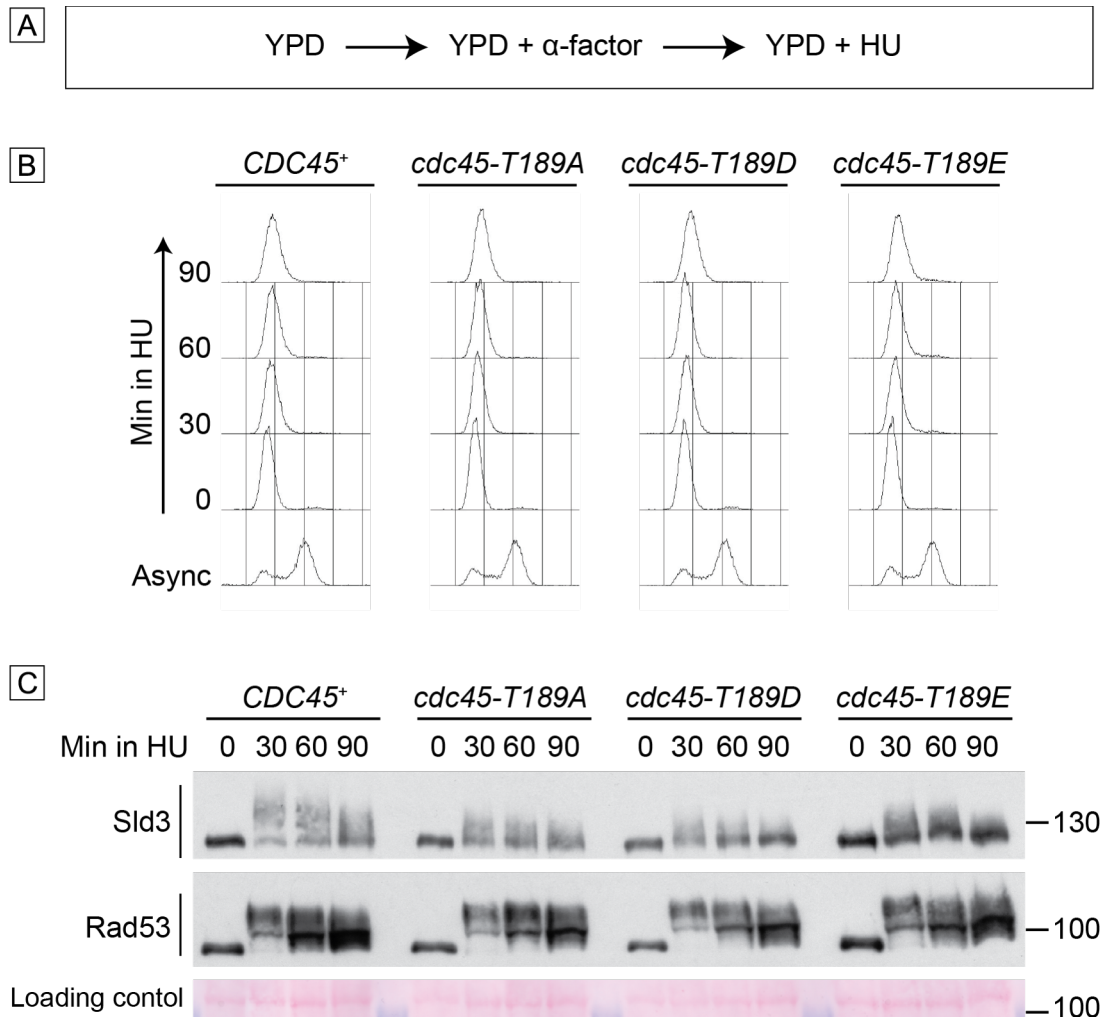 A
YPD → YPD + α-factor → YPD + HU
B
CDC45⁺ cdc45-T189A cdc45-T189D cdc45-T189E
Min in HU
90
60
30
0
Async
C
CDC45⁺ cdc45-T189A cdc45-T189D cdc45-T189E
Min in HU 0 30 60 90 0 30 60 90 0 30 60 90 0 30 60 90
Sld3 130
Rad53 100
Loading contol 100